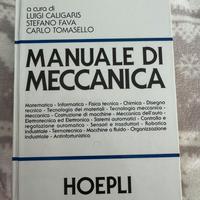 a cura di
LUIGI CALIGARIS
STEFANO FAVA
CARLO TOMASELLO
MANUALE DI
MECCANICA
Matematica - Informatica - Fisica tecnica - Chimica - Disegno
tecnico - Tecnologia dei materiali - Tecnologia meccanica -
Meccanica - Costruzione di macchine - Meccanica dell'auto -
Elettrotecnica ed Elettronica - Sistemi automatici - Controllo e
regolazione automatica - Sensori e trasduttori - Robotica
industriale - Termotecnica - Macchine a fluido - Organizzazione
industriale - Antinfortunistica
HOEPLI